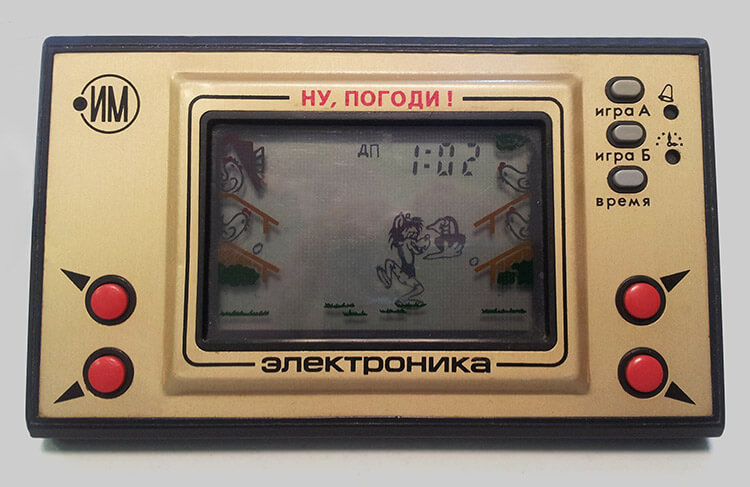 ИМ
НУ, ПОГОДИ !
игра А
игра Б
время
ДП 1:02
электроника